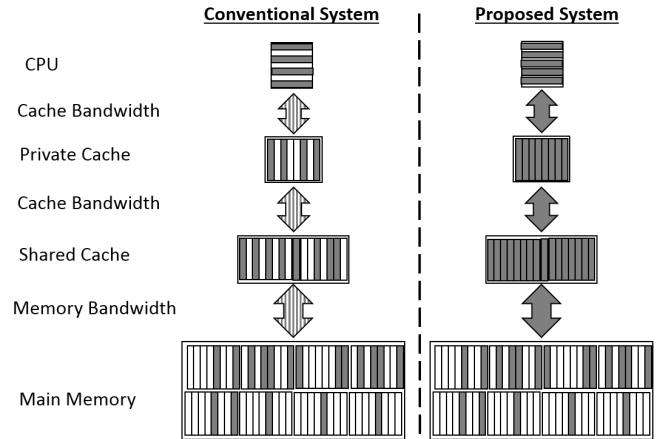 Conventional System
Proposed System
CPU
Cache Bandwidth
Private Cache
Cache Bandwidth
Shared Cache
Memory Bandwidth
Main Memory